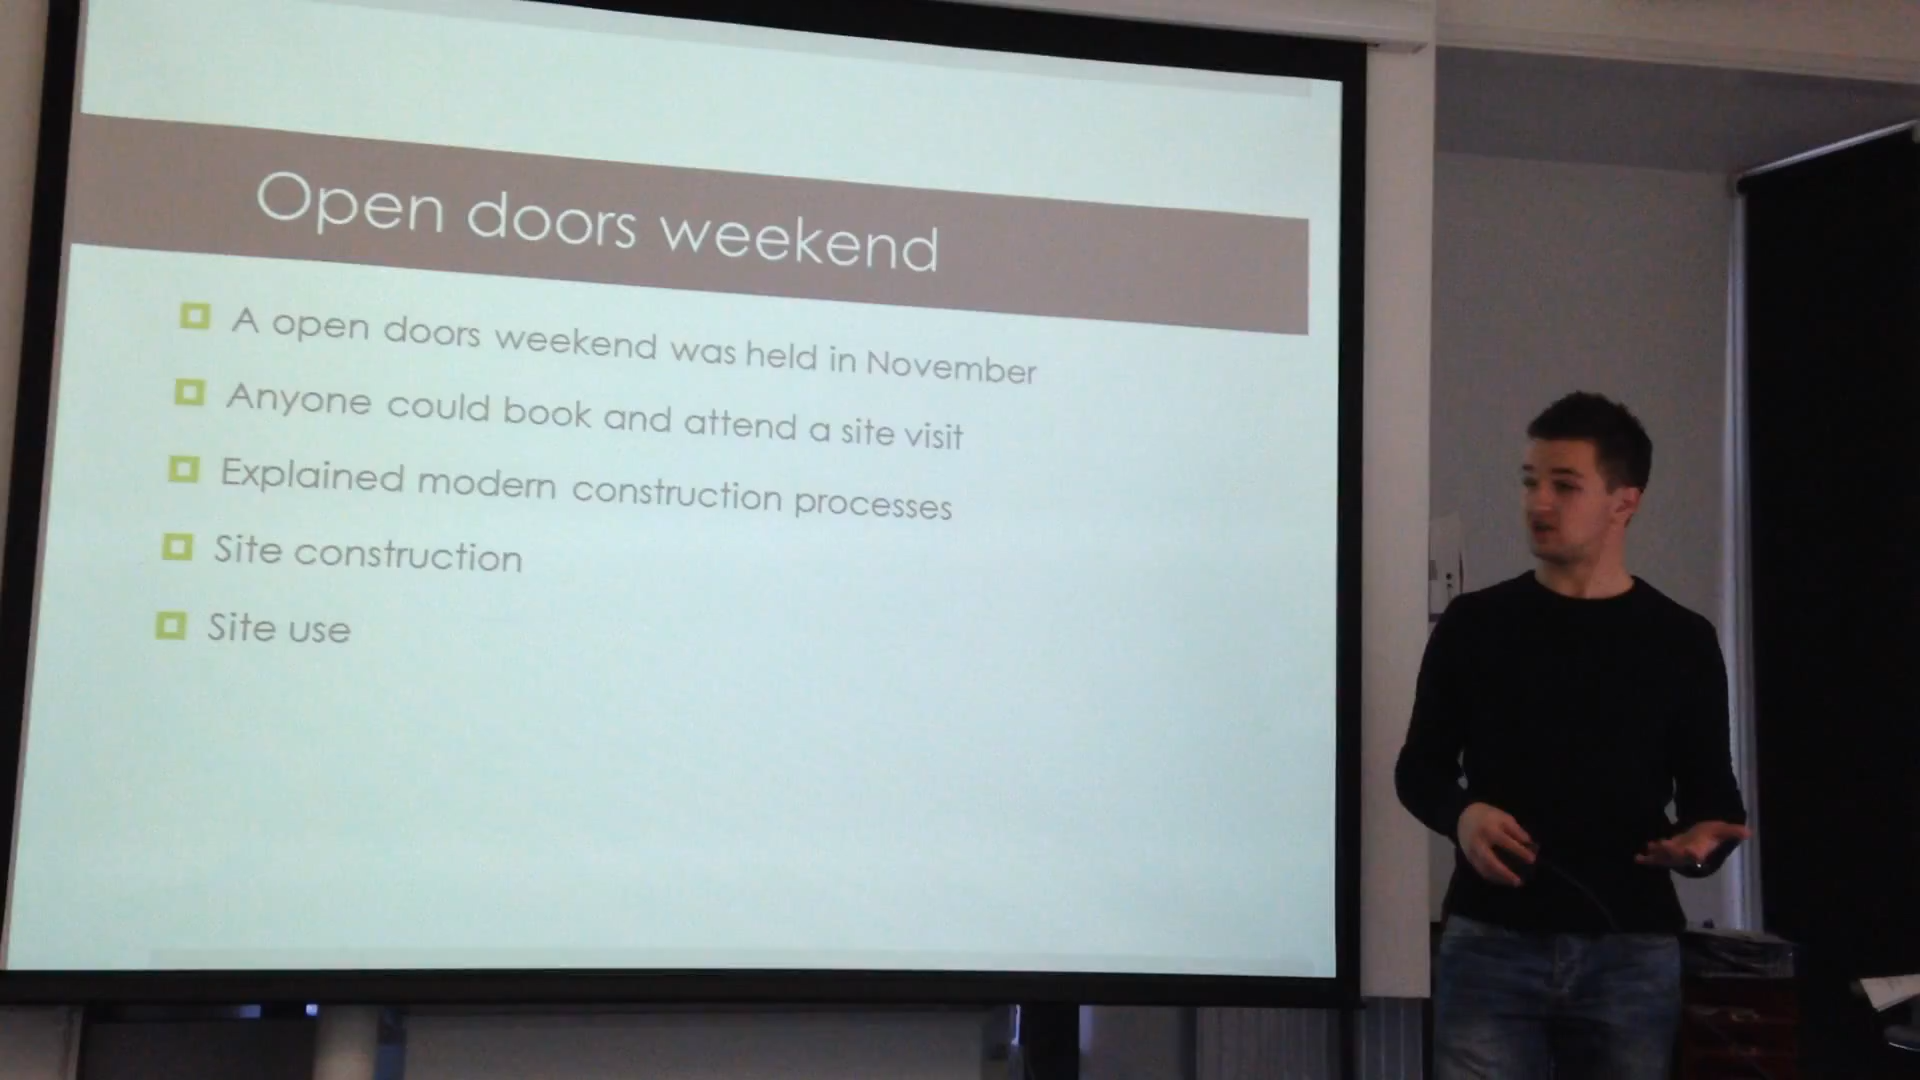 Open doors weekend
A open doors weekend was held in November
Anyone could book and attend a site visit
Explained modern construction processes
Site construction
Site use